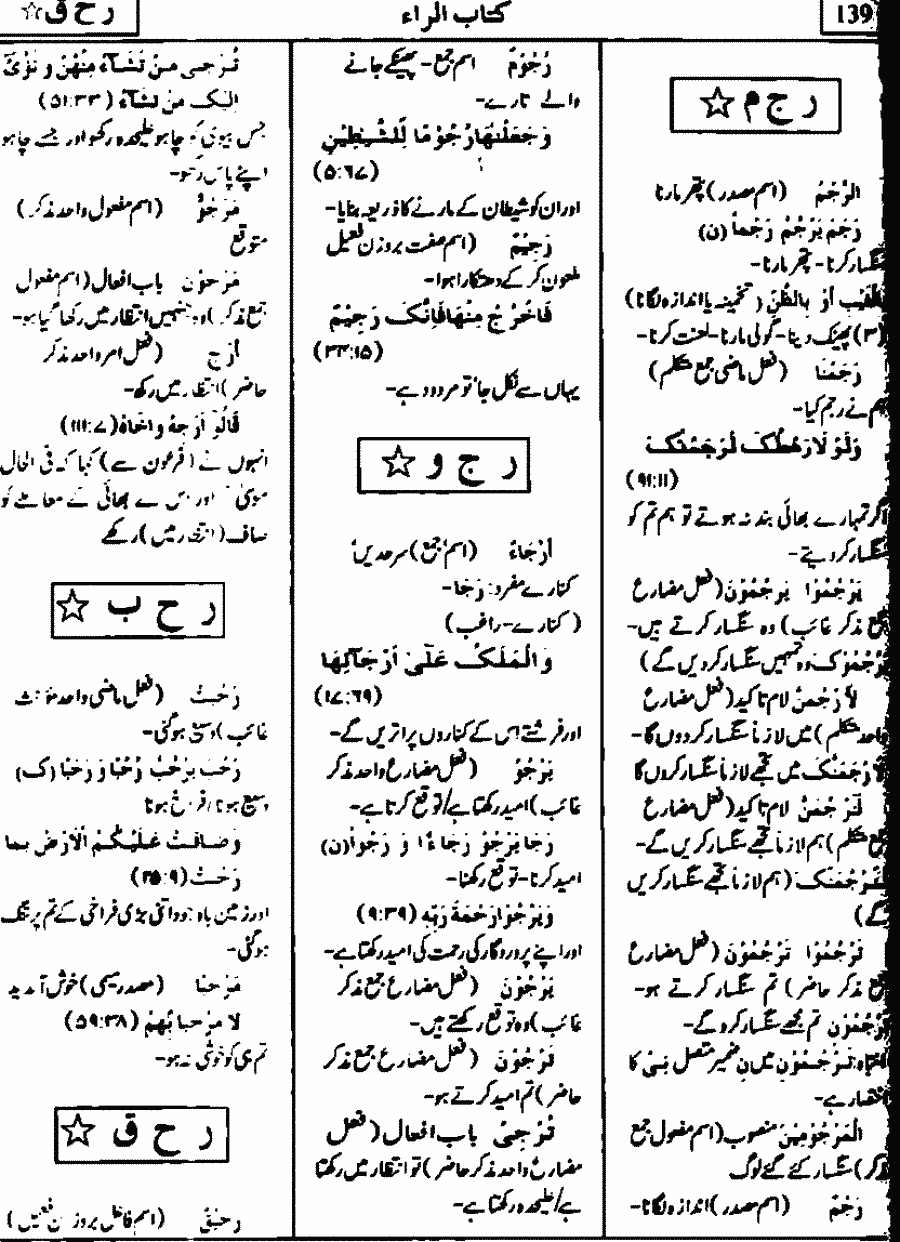 139
کتاب الراء
ر ح ق ☆
ر ج م ☆
الرَّجْمُ (اسم مصدر) پتھر مارنا
رَجَمَ يَرْجُمُ رَجْماً (ن)
سنگسار کرنا - پتھر مارنا -
بِالْغَيْبِ أَوْ بِالظَّنِّ (تخمینہ یا اندازہ لگانا)
(۳) پھینک دینا - گولی مارنا - لعنت کرنا -
رَجَمْنَا (فعل ماضی جمع متکلم)
ہم نے رجم کیا -
وَلَوْ لَا رَهْطُكَ لَرَجَمْنٰكَ
(۹۱:۱۱)
اگر تمہارے بھائی بند نہ ہوتے تو ہم تم کو
سنگسار کر دیتے -
يَرْجُمُوْا يَرْجُمُوْنَ (فعل مضارع
جمع مذکر غائب) وہ سنگسار کرتے ہیں -
يَرْجُمُوْكَ وہ تمہیں سنگسار کر دیں گے)
لَأَرْجُمَنَّ لام تاکید (فعل مضارع
واحد متکلم) میں لازماً سنگسار کر دوں گا -
لَأَرْجُمَنَّكَ میں تجھے لازماً سنگسار کروں گا
لَنَرْجُمَنَّ لام تاکید (فعل مضارع
جمع متکلم) ہم لازماً تجھے سنگسار کریں گے -
لَنَرْجُمَنَّكَ (ہم لازماً تجھے سنگسار کریں
گے)
تَرْجُمُوْا تَرْجُمُوْنَ (فعل مضارع
جمع مذکر حاضر) تم سنگسار کرتے ہو -
تَرْجُمُوْنِ تم مجھے سنگسار کرو گے -
انتباہ: تَرْجُمُوْنِ میں نِ ضمیر متصل نِیْ کا
اختصار ہے -
الْمَرْجُوْمِيْنَ منصوب (اسم مفعول جمع
مذکر) سنگسار کئے گئے لوگ
رَجْمٌ (اسم مصدر) اندازہ لگانا -
رُجُوْمٌ اسم جمع - پھینکے جانے
والے تارے -
وَجَعَلْنٰهَا رُجُوْمًا لِّلشَّيٰطِيْنِ
(۵:۶۷)
اور ان کو شیطان کے مارنے کا ذریعہ بنایا -
رَجِيْمٌ (اسم صفت بروزن فعیل
ملعون کر کے دھتکارا ہوا -
فَاخْرُجْ مِنْهَا فَاِنَّكَ رَجِيْمٌ
(۳۴:۱۵)
یہاں سے نکل جا تو مردود ہے -
ر ج و ☆
أَرْجَاءٌ (اسم جمع) سرحدیں
کنارے مفرد: رَجَا -
(کنارے - راغب)
وَالْمَلَكُ عَلٰٓى أَرْجَآئِهَا
(۱۷:۶۹)
اور فرشتے اس کے کناروں پر اتریں گے -
يَرْجُوْ (فعل مضارع واحد مذکر
غائب) امید رکھتا ہے / توقع کرتا ہے -
رَجَا يَرْجُوْ رَجَاءً ا وَ رَجُواً (ن)
امید کرنا - توقع رکھنا -
وَيَرْجُوْا رَحْمَةَ رَبِّهٖ (۹:۳۹)
اور اپنے پروردگار کی رحمت کی امید رکھتا ہے -
يَرْجُوْنَ (فعل مضارع جمع مذکر
غائب) وہ توقع رکھتے ہیں -
تَرْجُوْنَ (فعل مضارع جمع مذکر
حاضر) تم امید کرتے ہو -
تُرْجِیْ باب افعال (فعل
مضارع واحد مذکر حاضر) تو انتظار میں رکھتا
ہے / علیحدہ رکھتا ہے -
تُرْجِى مَنْ تَشَآءُ مِنْهُنَّ وَ تُؤْيْٓ
اِلَيْكَ مَنْ تَشَآءُ (۵۱:۳۳)
جس بیوی کو چاہو علیحدہ رکھو اور جسے چاہو
اپنے پاس رکھو -
مَرْجُوٌّ (اسم مفعول واحد مذکر)
متوقع
مُرْجَوْنَ باب افعال (اسم مفعول
جمع مذکر) وہ جنہیں انتظار میں رکھا گیا ہو -
أَرْجِ (فعل امر واحد مذکر
حاضر) انتظار میں رکھ -
قَالُوْٓا أَرْجِهْ وَاَخَاهُ (۱۱۱:۷)
انہوں نے (فرعون سے) کہا کہ فی الحال
موسیٰ اور اس کے بھائی کے معاملے کو
صاف (انتظار میں) رکھے
ر ح ب ☆
رَحُبَتْ (فعل ماضی واحد مؤنث
غائب) وسیع ہو گئی -
رَحُبَ يَرْحُبُ رُحْبًا وَ رَحَبًا (ک)
وسیع ہونا / فراخ ہونا
وَضَاقَتْ عَلَيْكُمُ الْاَرْضُ بِمَا
رَحُبَتْ (۲۵:۹)
اور زمین باوجود اتنی بڑی فراخی کے تم پر تنگ
ہو گئی -
مَرْحَبًا (مصدر میمی) خوش آمدید
لَا مَرْحَبًا بِّهِمْ (۵۹:۳۸)
تم ہی کو خوشی نہ ہو -
ر ح ق ☆
رَحِيْقٌ (اسم فاعل بروزن فعیل)